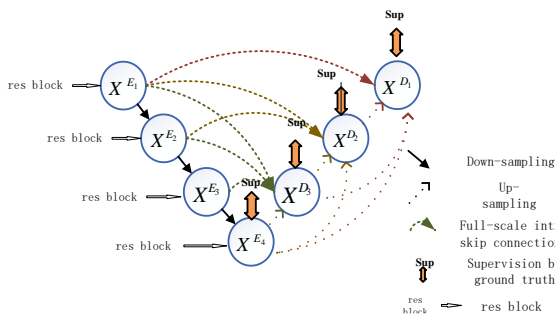 Sup
res block
X^{E_1}
X^{D_1}
Sup
res block
X^{E_2}
X^{D_2}
Sup
res block
X^{E_3}
Sup
X^{D_3}
res block
X^{E_4}
Down-sampling
Up-
sampling
Full-scale int
skip connection
Sup
Supervision b
ground truth
res
block
res block